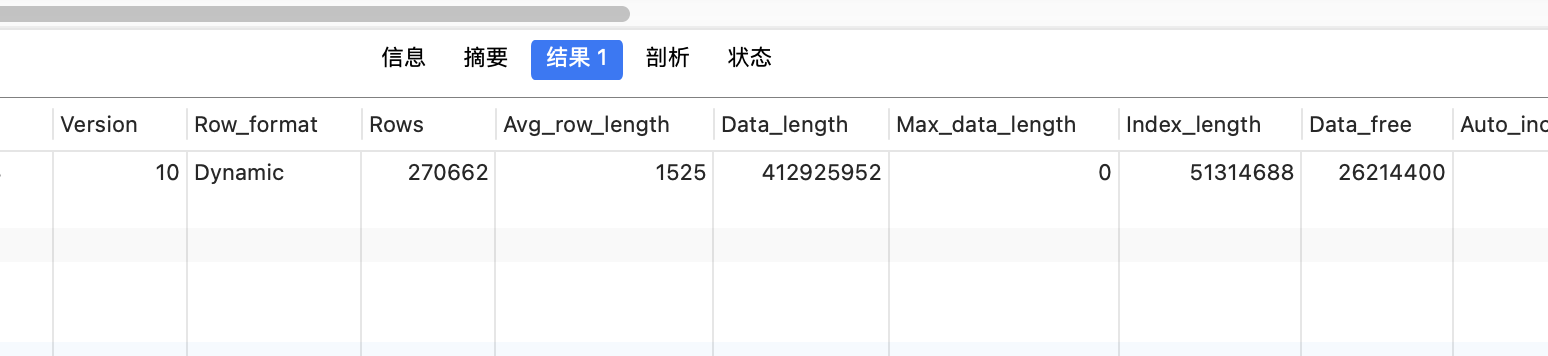 信息 摘要 结果 1 剖析 状态
Version Row_format Rows Avg_row_length Data_length Max_data_length Index_length Data_free
10 Dynamic 270662 1525 412925952 0 51314688 26214400